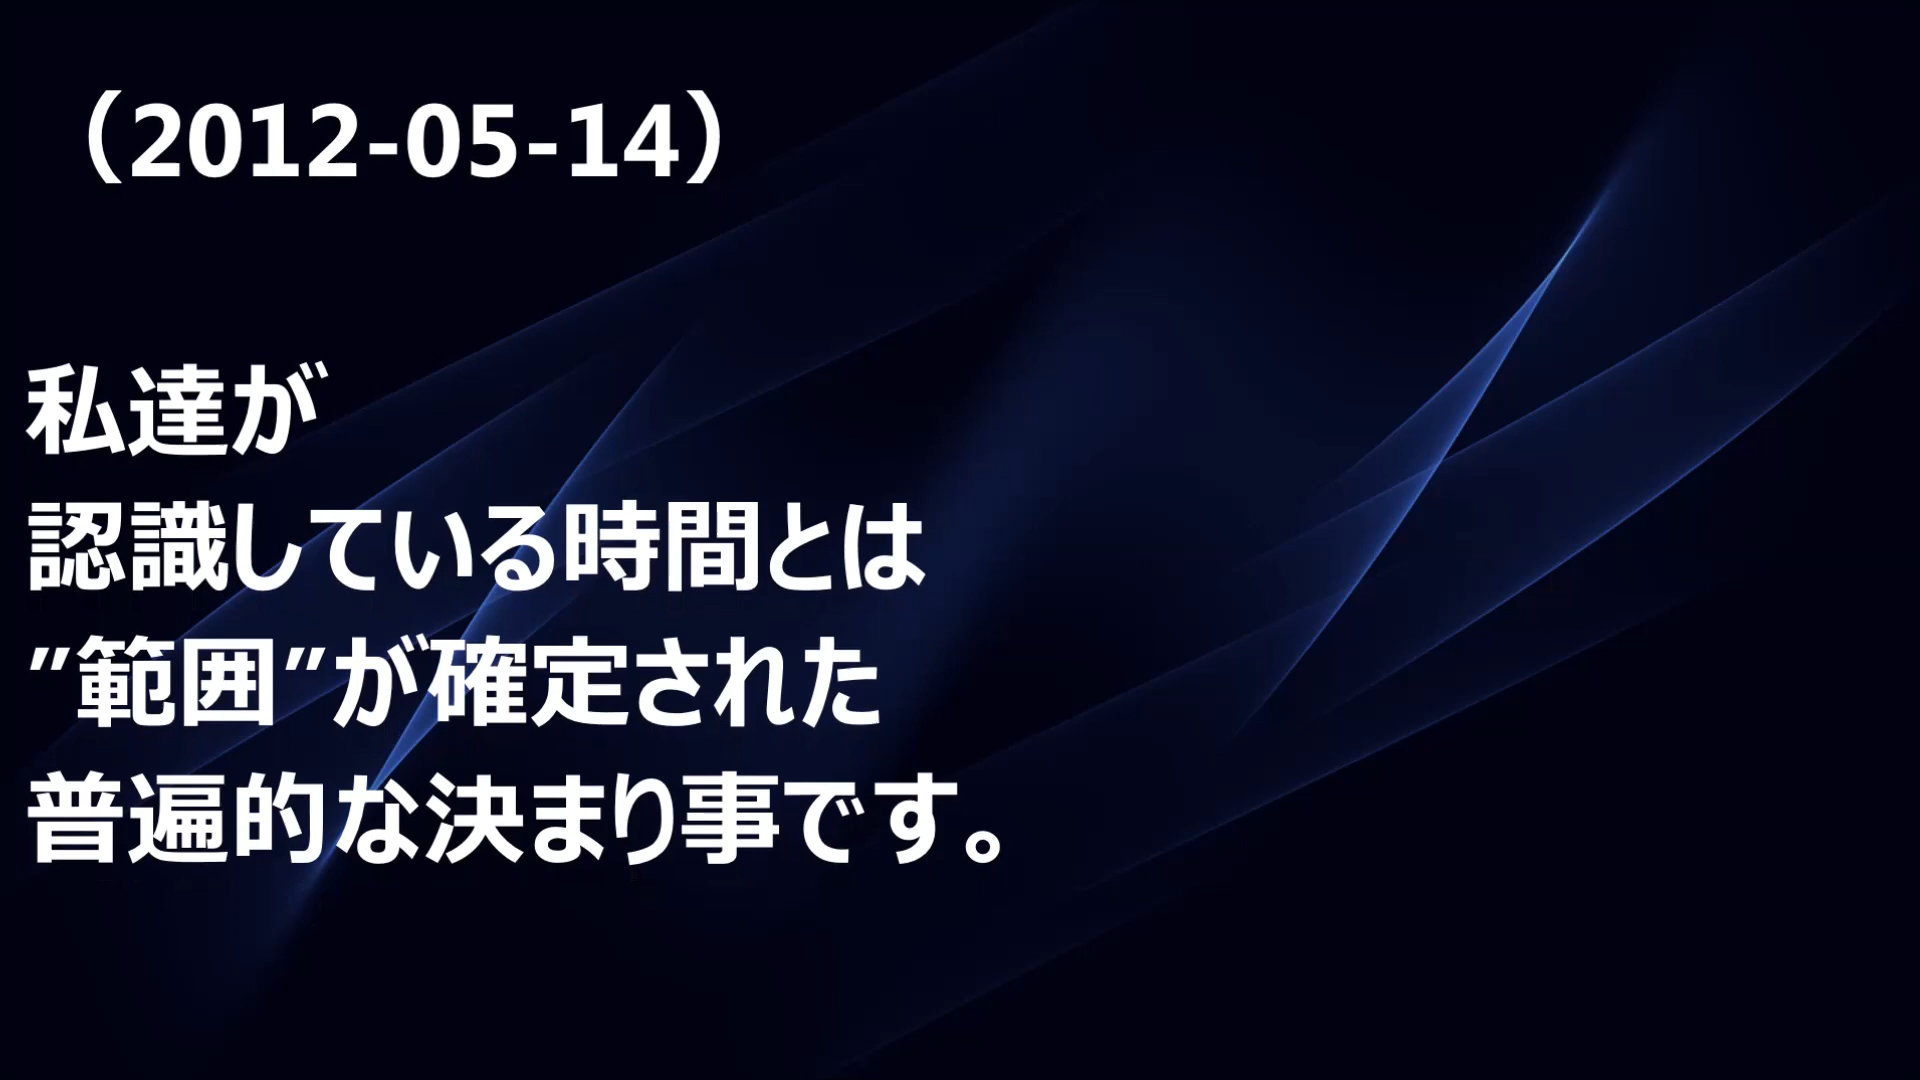 （2012-05-14）
私達が
認識している時間とは
”範囲”が確定された
普遍的な決まり事です。